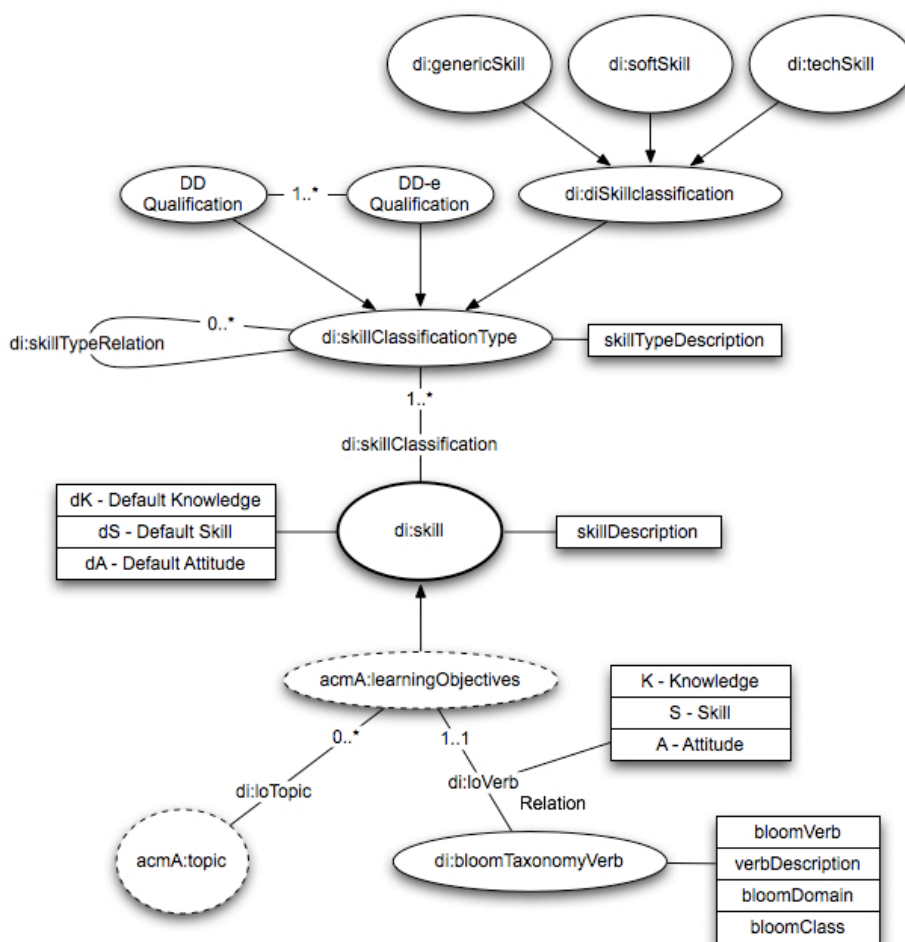 di:genericSkill
di:softSkill
di:techSkill
DD
Qualification
1..*
DD-e
Qualification
di:diSkillclassification
di:skillTypeRelation
0..*
di:skillClassificationType
skillTypeDescription
1..*
di:skillClassification
dK - Default Knowledge
dS - Default Skill
dA - Default Attitude
di:skill
skillDescription
acmA:learningObjectives
K - Knowledge
S - Skill
A - Attitude
0..*
1..1
di:loTopic
di:loVerb
Relation
acmA:topic
di:bloomTaxonomyVerb
bloomVerb
verbDescription
bloomDomain
bloomClass